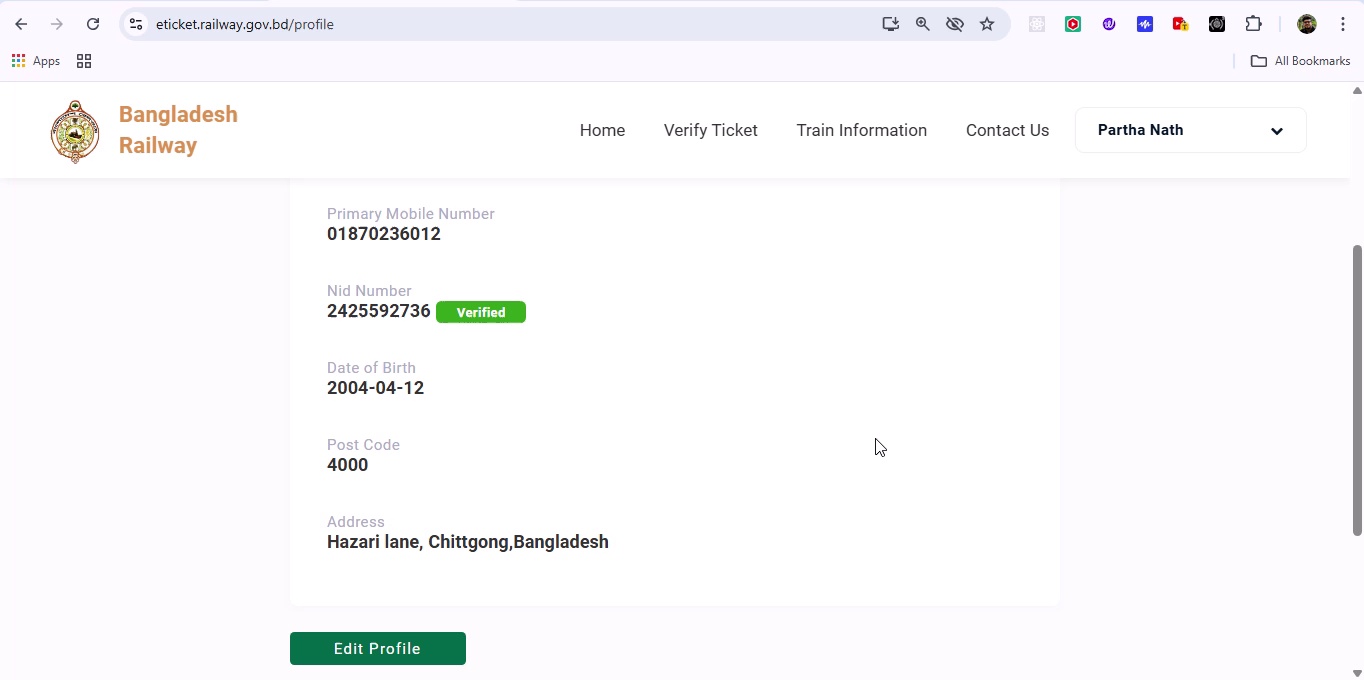 eticket.railway.gov.bd/profile
Apps
All Bookmarks
Bangladesh
Railway
Home
Verify Ticket
Train Information
Contact Us
Partha Nath
Primary Mobile Number
01870236012
Nid Number
2425592736 Verified
Date of Birth
2004-04-12
Post Code
4000
Address
Hazari lane, Chittgong,Bangladesh
Edit Profile